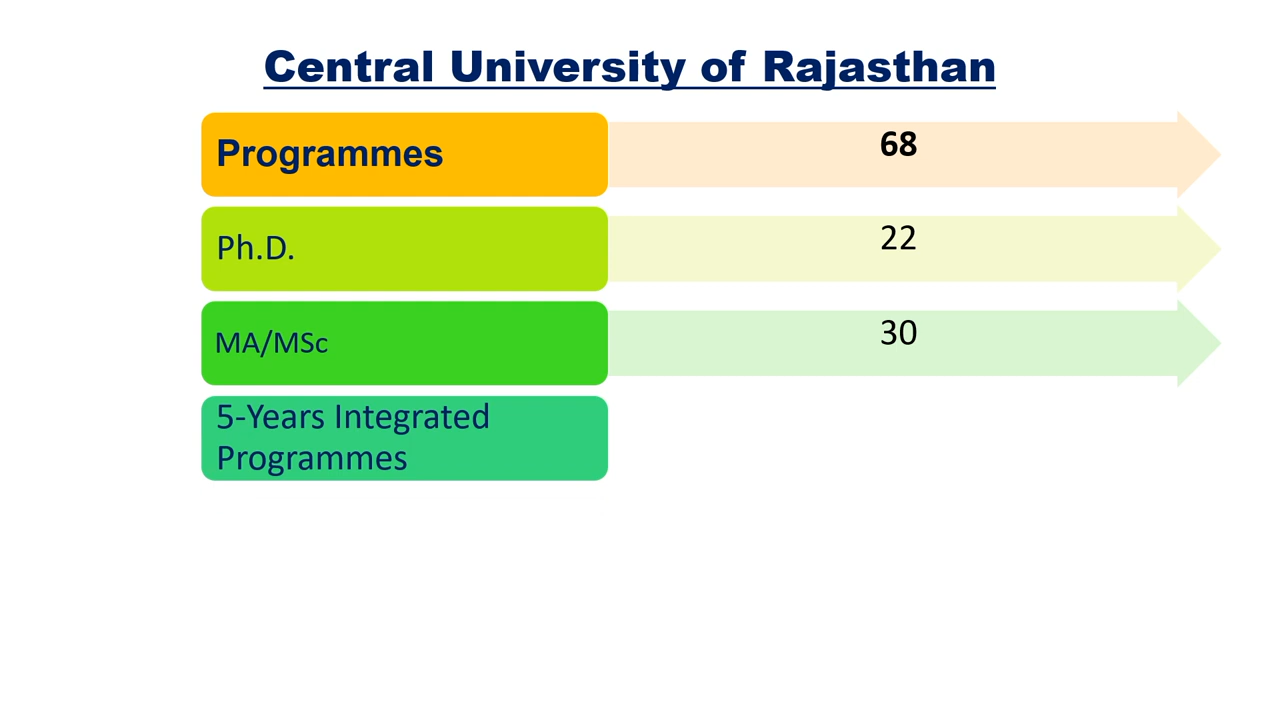 Central University of Rajasthan
Programmes 68
Ph.D. 22
MA/MSc 30
5-Years Integrated
Programmes